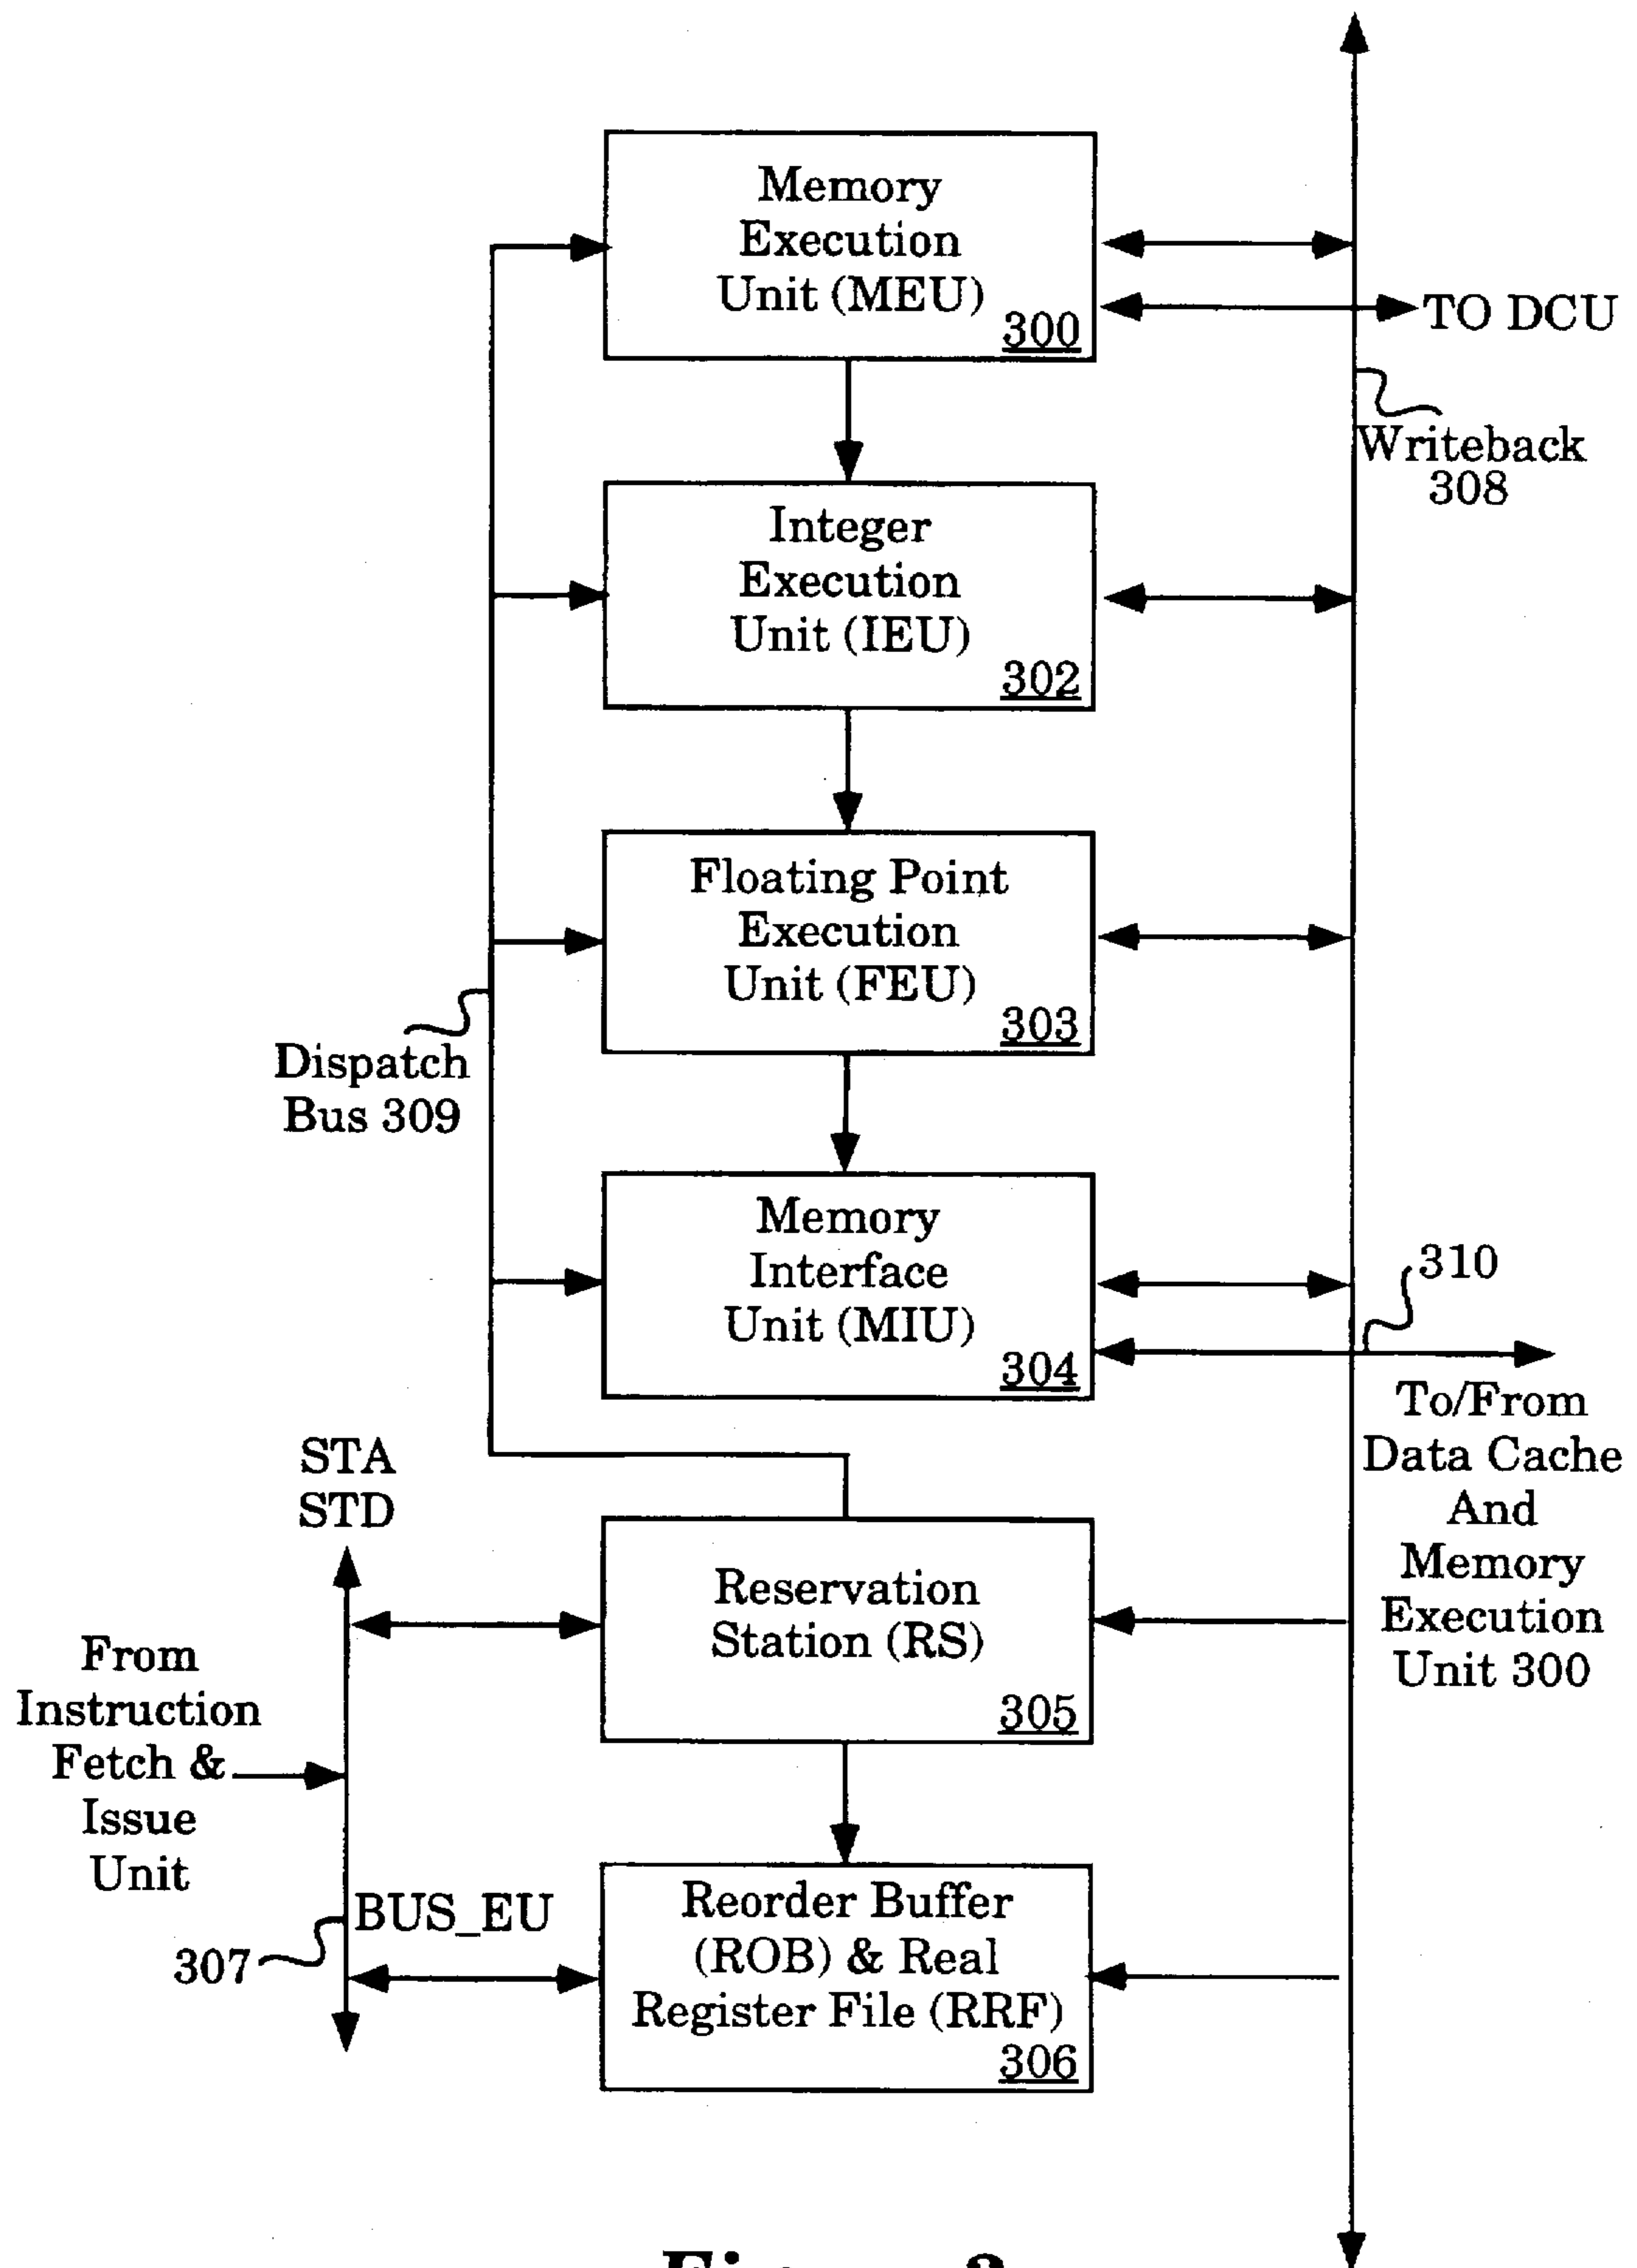 Memory
Execution
Unit (MEU)
300
TO DCU
Writeback
308
Integer
Execution
Unit (IEU)
302
Floating Point
Execution
Unit (FEU)
303
Dispatch
Bus 309
Memory
Interface
Unit (MIU)
304
310
To/From
Data Cache
And
Memory
Execution
Unit 300
STA
STD
Reservation
Station (RS)
305
From
Instruction
Fetch &
Issue
Unit
BUS_EU
307
Reorder Buffer
(ROB) & Real
Register File (RRF)
306